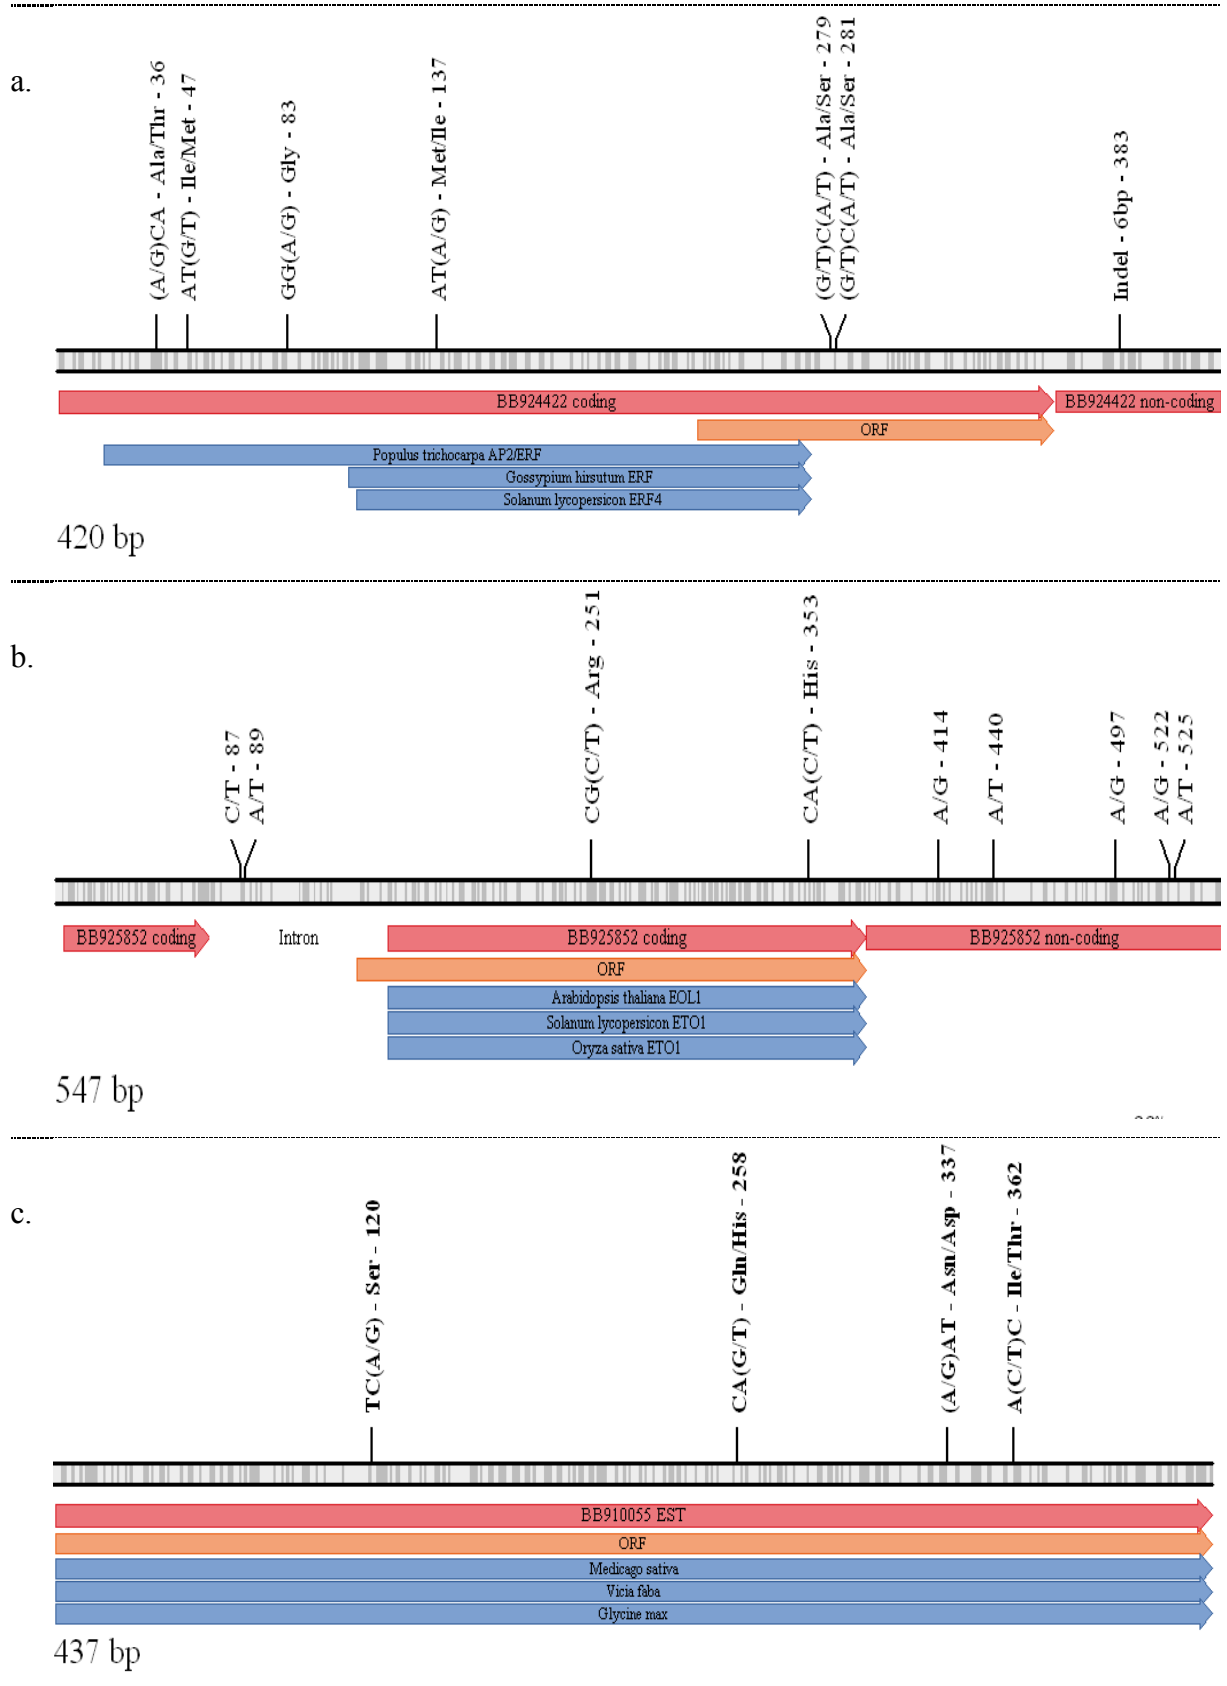 a.
(A/G)CA - Ala/Thr - 36
AT(G/T) - Ile/Met - 47
GG(A/G) - Gly - 83
AT(A/G) - Met/Ile - 137
(G/T)C(A/T) - Ala/Ser - 279
(G/T)C(A/T) - Ala/Ser - 281
Indel - 6bp - 383
BB924422 coding
BB924422 non-coding
ORF
Populus trichocarpa AP2/ERF
Gossypium hirsutum ERF
Solanum lycopersicon ERF4
420 bp
b.
C/T - 87
A/T - 89
CG(C/T) - Arg - 251
CA(C/T) - His - 353
A/G - 414
A/T - 440
A/G - 497
A/G - 522
A/T - 525
BB925852 coding
Intron
BB925852 coding
BB925852 non-coding
ORF
Arabidopsis thaliana EOL1
Solanum lycopersicon ETO1
Oryza sativa ETO1
547 bp
c.
TC(A/G) - Ser - 120
CA(G/T) - Gln/His - 258
(A/G)AT - Asn/Asp - 337
A(C/T)C - Ile/Thr - 362
BB910055 EST
ORF
Medicago sativa
Vicia faba
Glycine max
437 bp